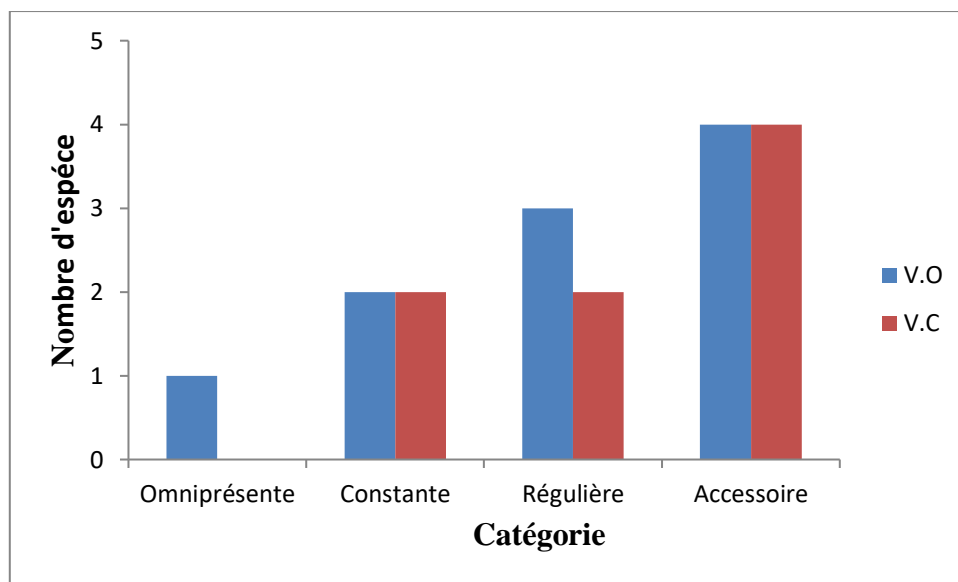 5
4
3
2
1
0
Nombre d'espéce
Omniprésente Constante Régulière Accessoire
Catégorie
V.O
V.C